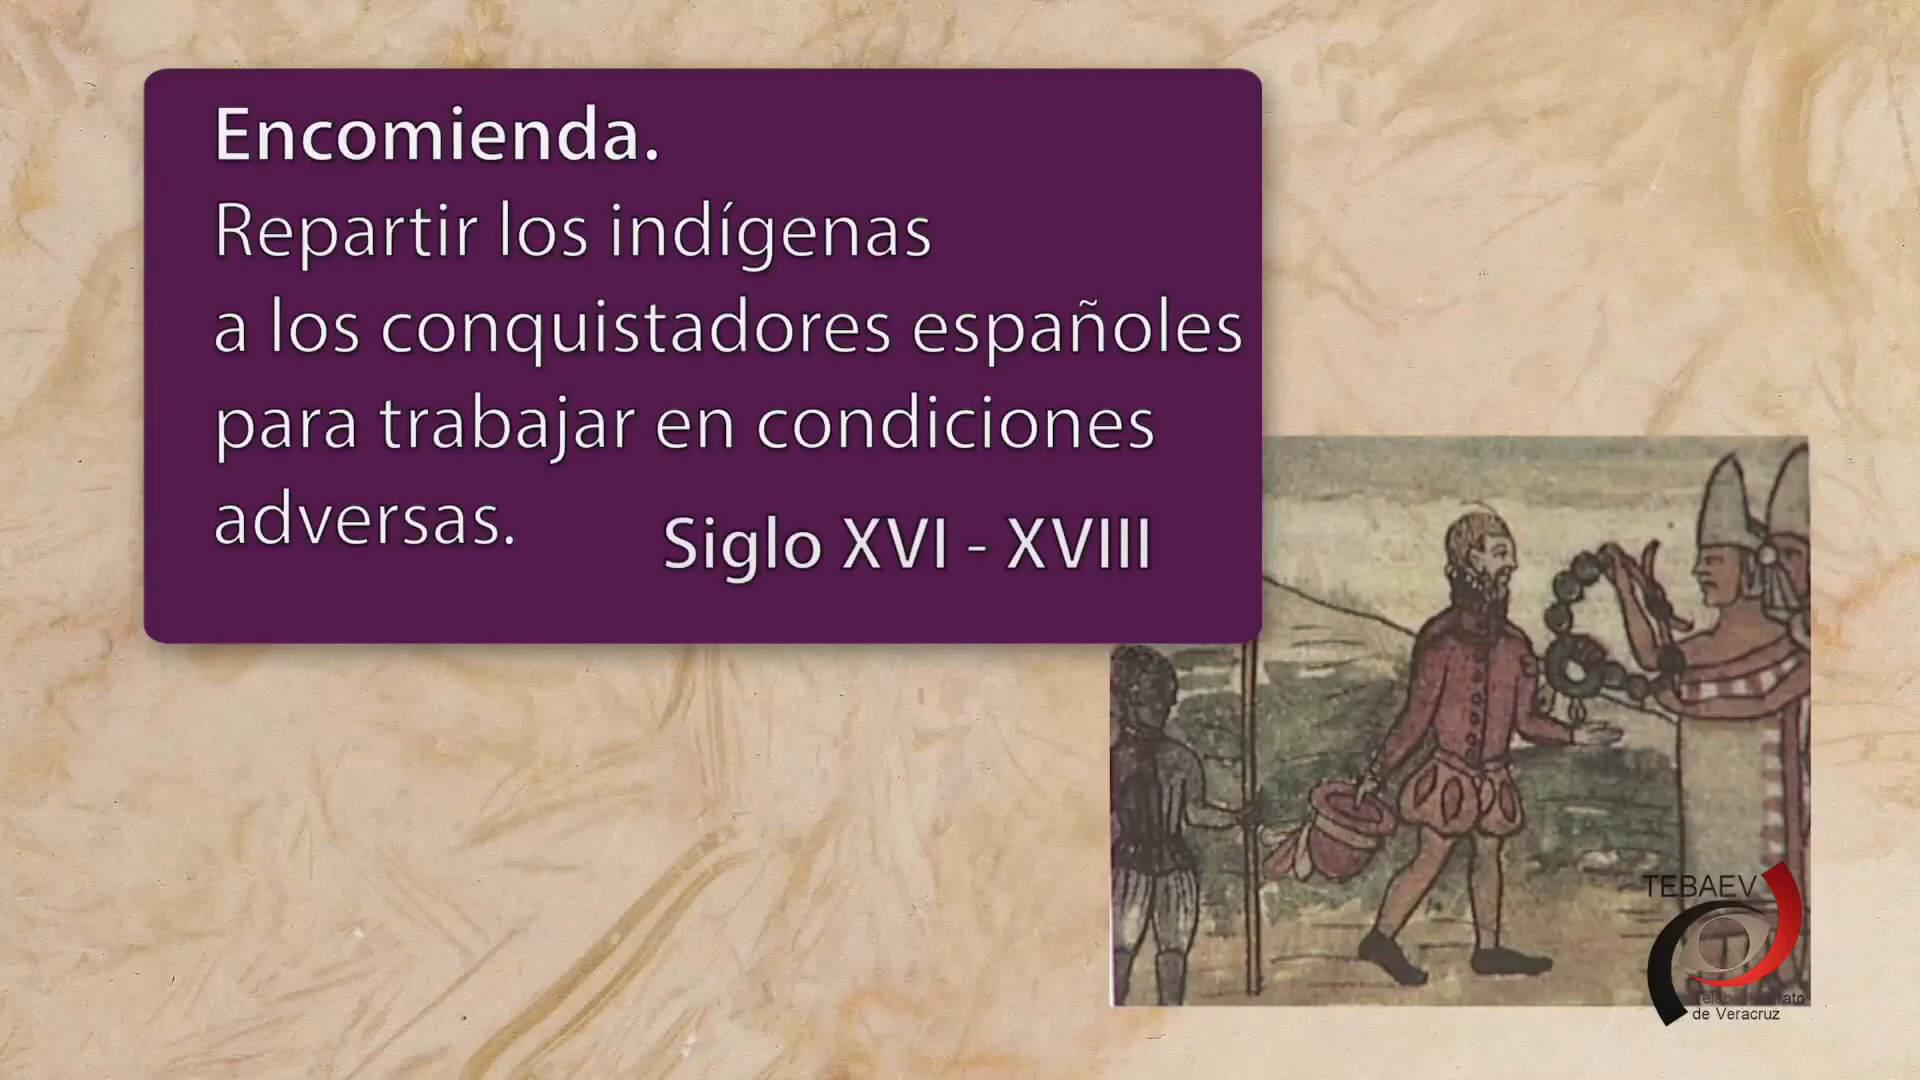 Encomienda.
Repartir los indígenas
a los conquistadores españoles
para trabajar en condiciones
adversas.
Siglo XVI - XVIII
TEBAEV
de Veracruz